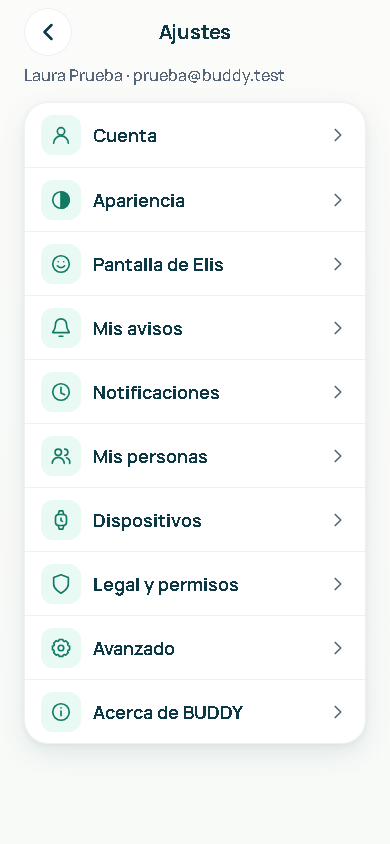 Ajustes
Laura Prueba · prueba@buddy.test
Cuenta
Apariencia
Pantalla de Elis
Mis avisos
Notificaciones
Mis personas
Dispositivos
Legal y permisos
Avanzado
Acerca de BUDDY